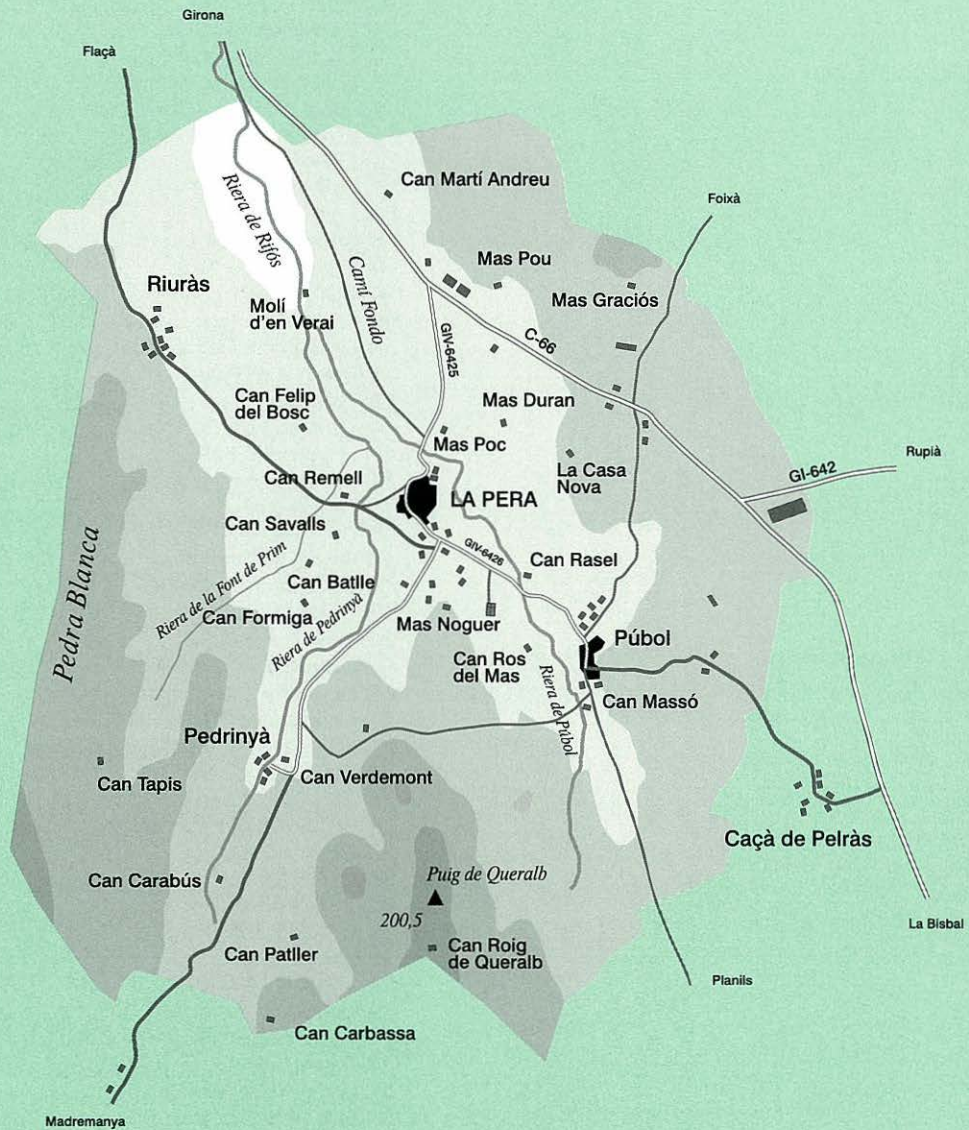 Girona
Flaçà
Can Martí Andreu
Foixà
Riera de Rifós
Camí Fondo
Mas Pou
Mas Graciós
Riuràs
Molí
d'en Verai
GIV-6425
C-66
Can Felip
del Bosc
Mas Duran
Mas Poc
La Casa
Nova
Rupià
GI-642
Can Remell
LA PERA
Can Savalls
GIV-6426
Can Rasel
Pedra Blanca
Riera de la Font de Prim
Can Batlle
Can Formiga
Riera de Pedrinyà
Mas Noguer
Púbol
Can Ros
del Mas
Riera de Púbol
Can Massó
Pedrinyà
Can Tapis
Can Verdemont
Caçà de Pelràs
Can Carabús
Puig de Queralb
200,5
La Bisbal
Can Patller
Can Roig
de Queralb
Planils
Can Carbassa
Madremanya